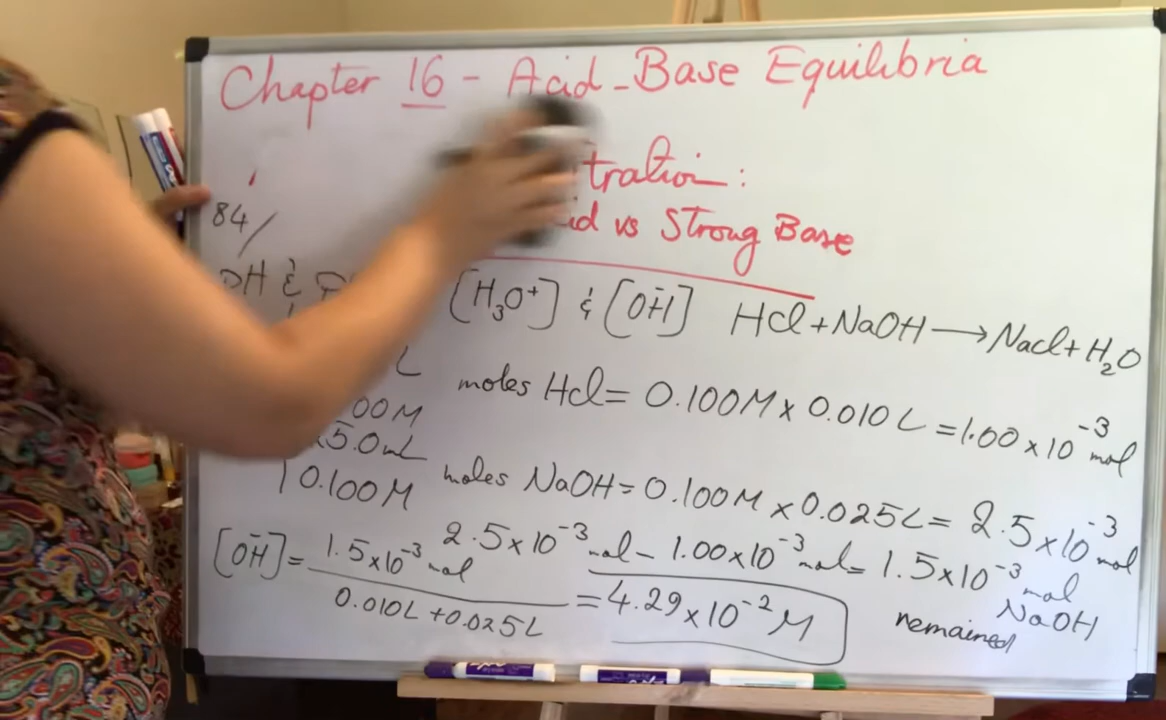 Chapter 16 - Acid-Base Equilibria
tration:
id vs Strong Base
84/
pH & [H₃O⁺] & [OH⁻] HCl + NaOH → NaCl + H₂O
L
moles HCl = 0.100M x 0.010L = 1.00 x 10⁻³ mol
00M
5.0mL
moles NaOH = 0.100M x 0.025L = 2.5 x 10⁻³ mol
0.100M
2.5 x 10⁻³ mol - 1.00 x 10⁻³ mol = 1.5 x 10⁻³ mol NaOH remained
[OH⁻] = 1.5 x 10⁻³ mol
0.010L + 0.025L
= 4.29 x 10⁻² M